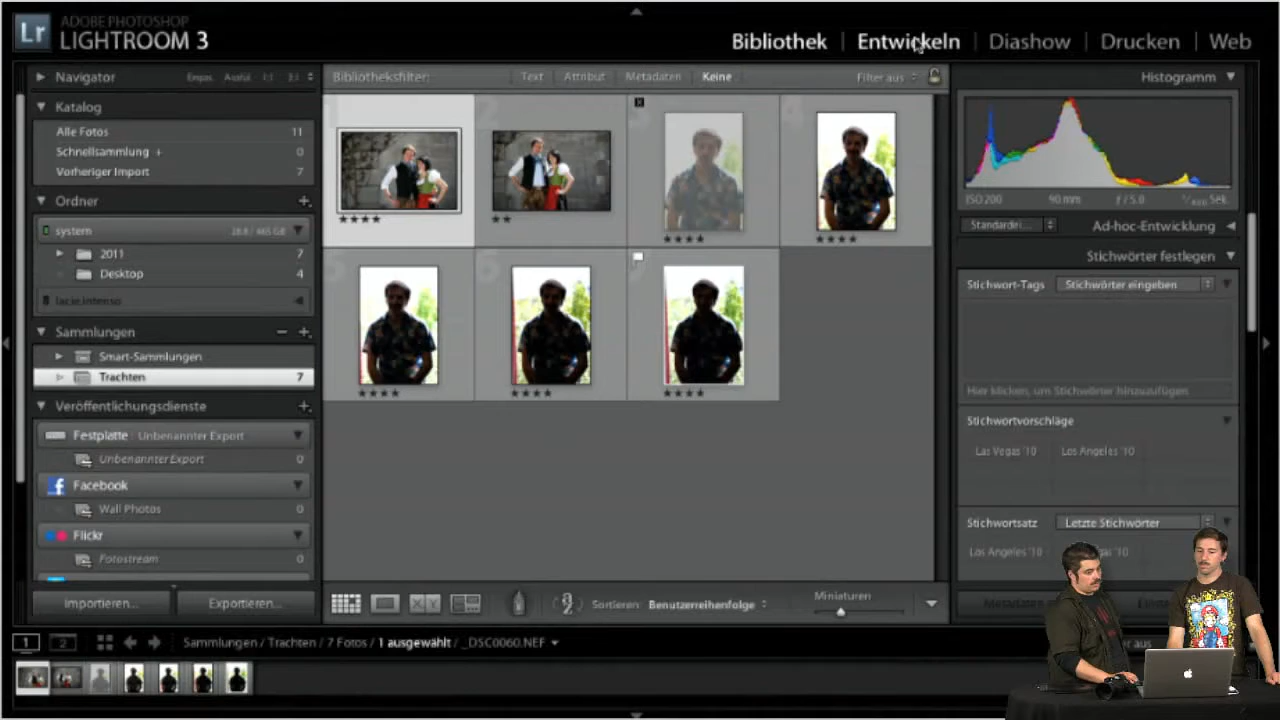 Lr ADOBE PHOTOSHOP
LIGHTROOM 3
Bibliothek | Entwickeln | Diashow | Drucken | Web
Navigator
Bibliotheksfilter: Text Attribut Metadaten Keine Filter aus
Histogramm
ISO 200 90 mm f / 5.0 Sek.
Katalog
Alle Fotos 11
Schnellsammlung + 0
Vorheriger Import 7
Ordner
system
2011 7
Desktop 4
lacie.intenso
Sammlungen
Smart-Sammlungen
Trachten 7
Veröffentlichungsdienste
Festplatte : Unbenannter Export
Unbenannter Export 0
Facebook
Wall Photos 0
Flickr
Fotostream 0
Importieren... Exportieren...
Standardei... Ad-hoc-Entwicklung
Stichwörter festlegen
Stichwort-Tags Stichwörter eingeben
Hier klicken, um Stichwörter hinzuzufügen
Stichwortvorschläge
Las Vegas '10 Los Angeles '10
Stichwortsatz Letzte Stichwörter
Los Angeles '10
Sortieren: Benutzerreihenfolge
Miniaturen
1 2 Sammlungen / Trachten / 7 Fotos / 1 ausgewählt / _DSC0060.NEF